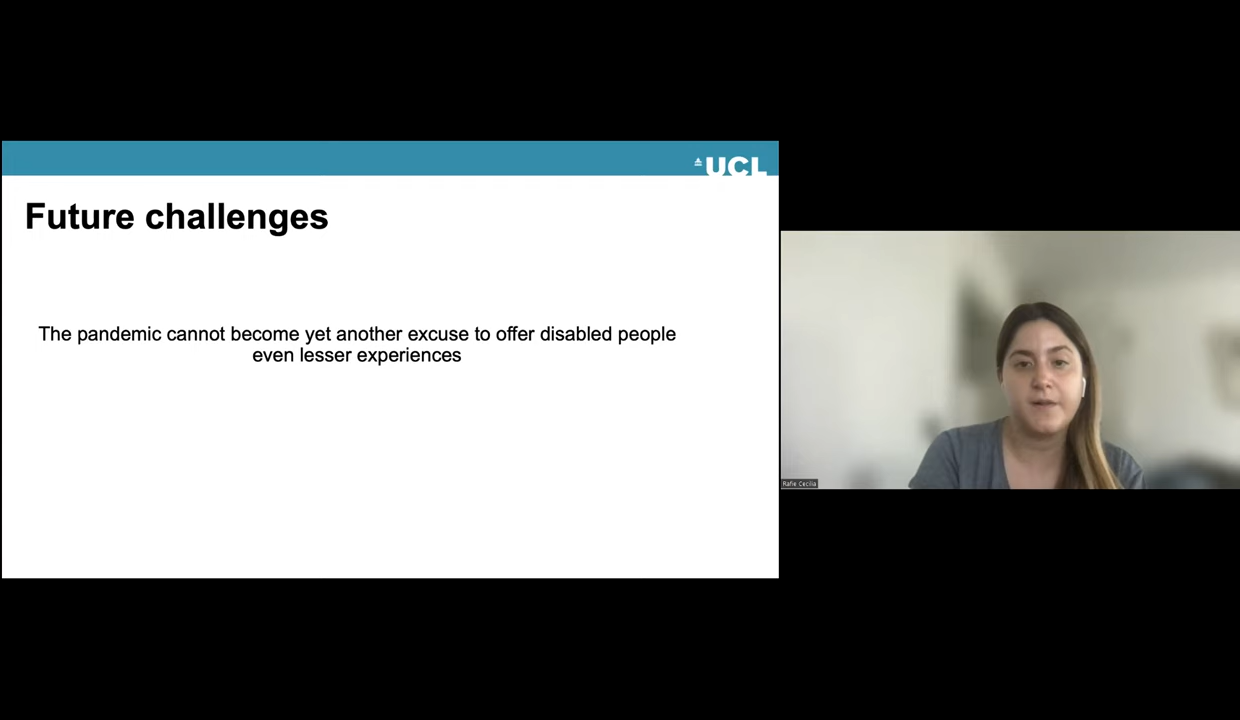 UCL
Future challenges
The pandemic cannot become yet another excuse to offer disabled people
even lesser experiences
Rafie Cecilia